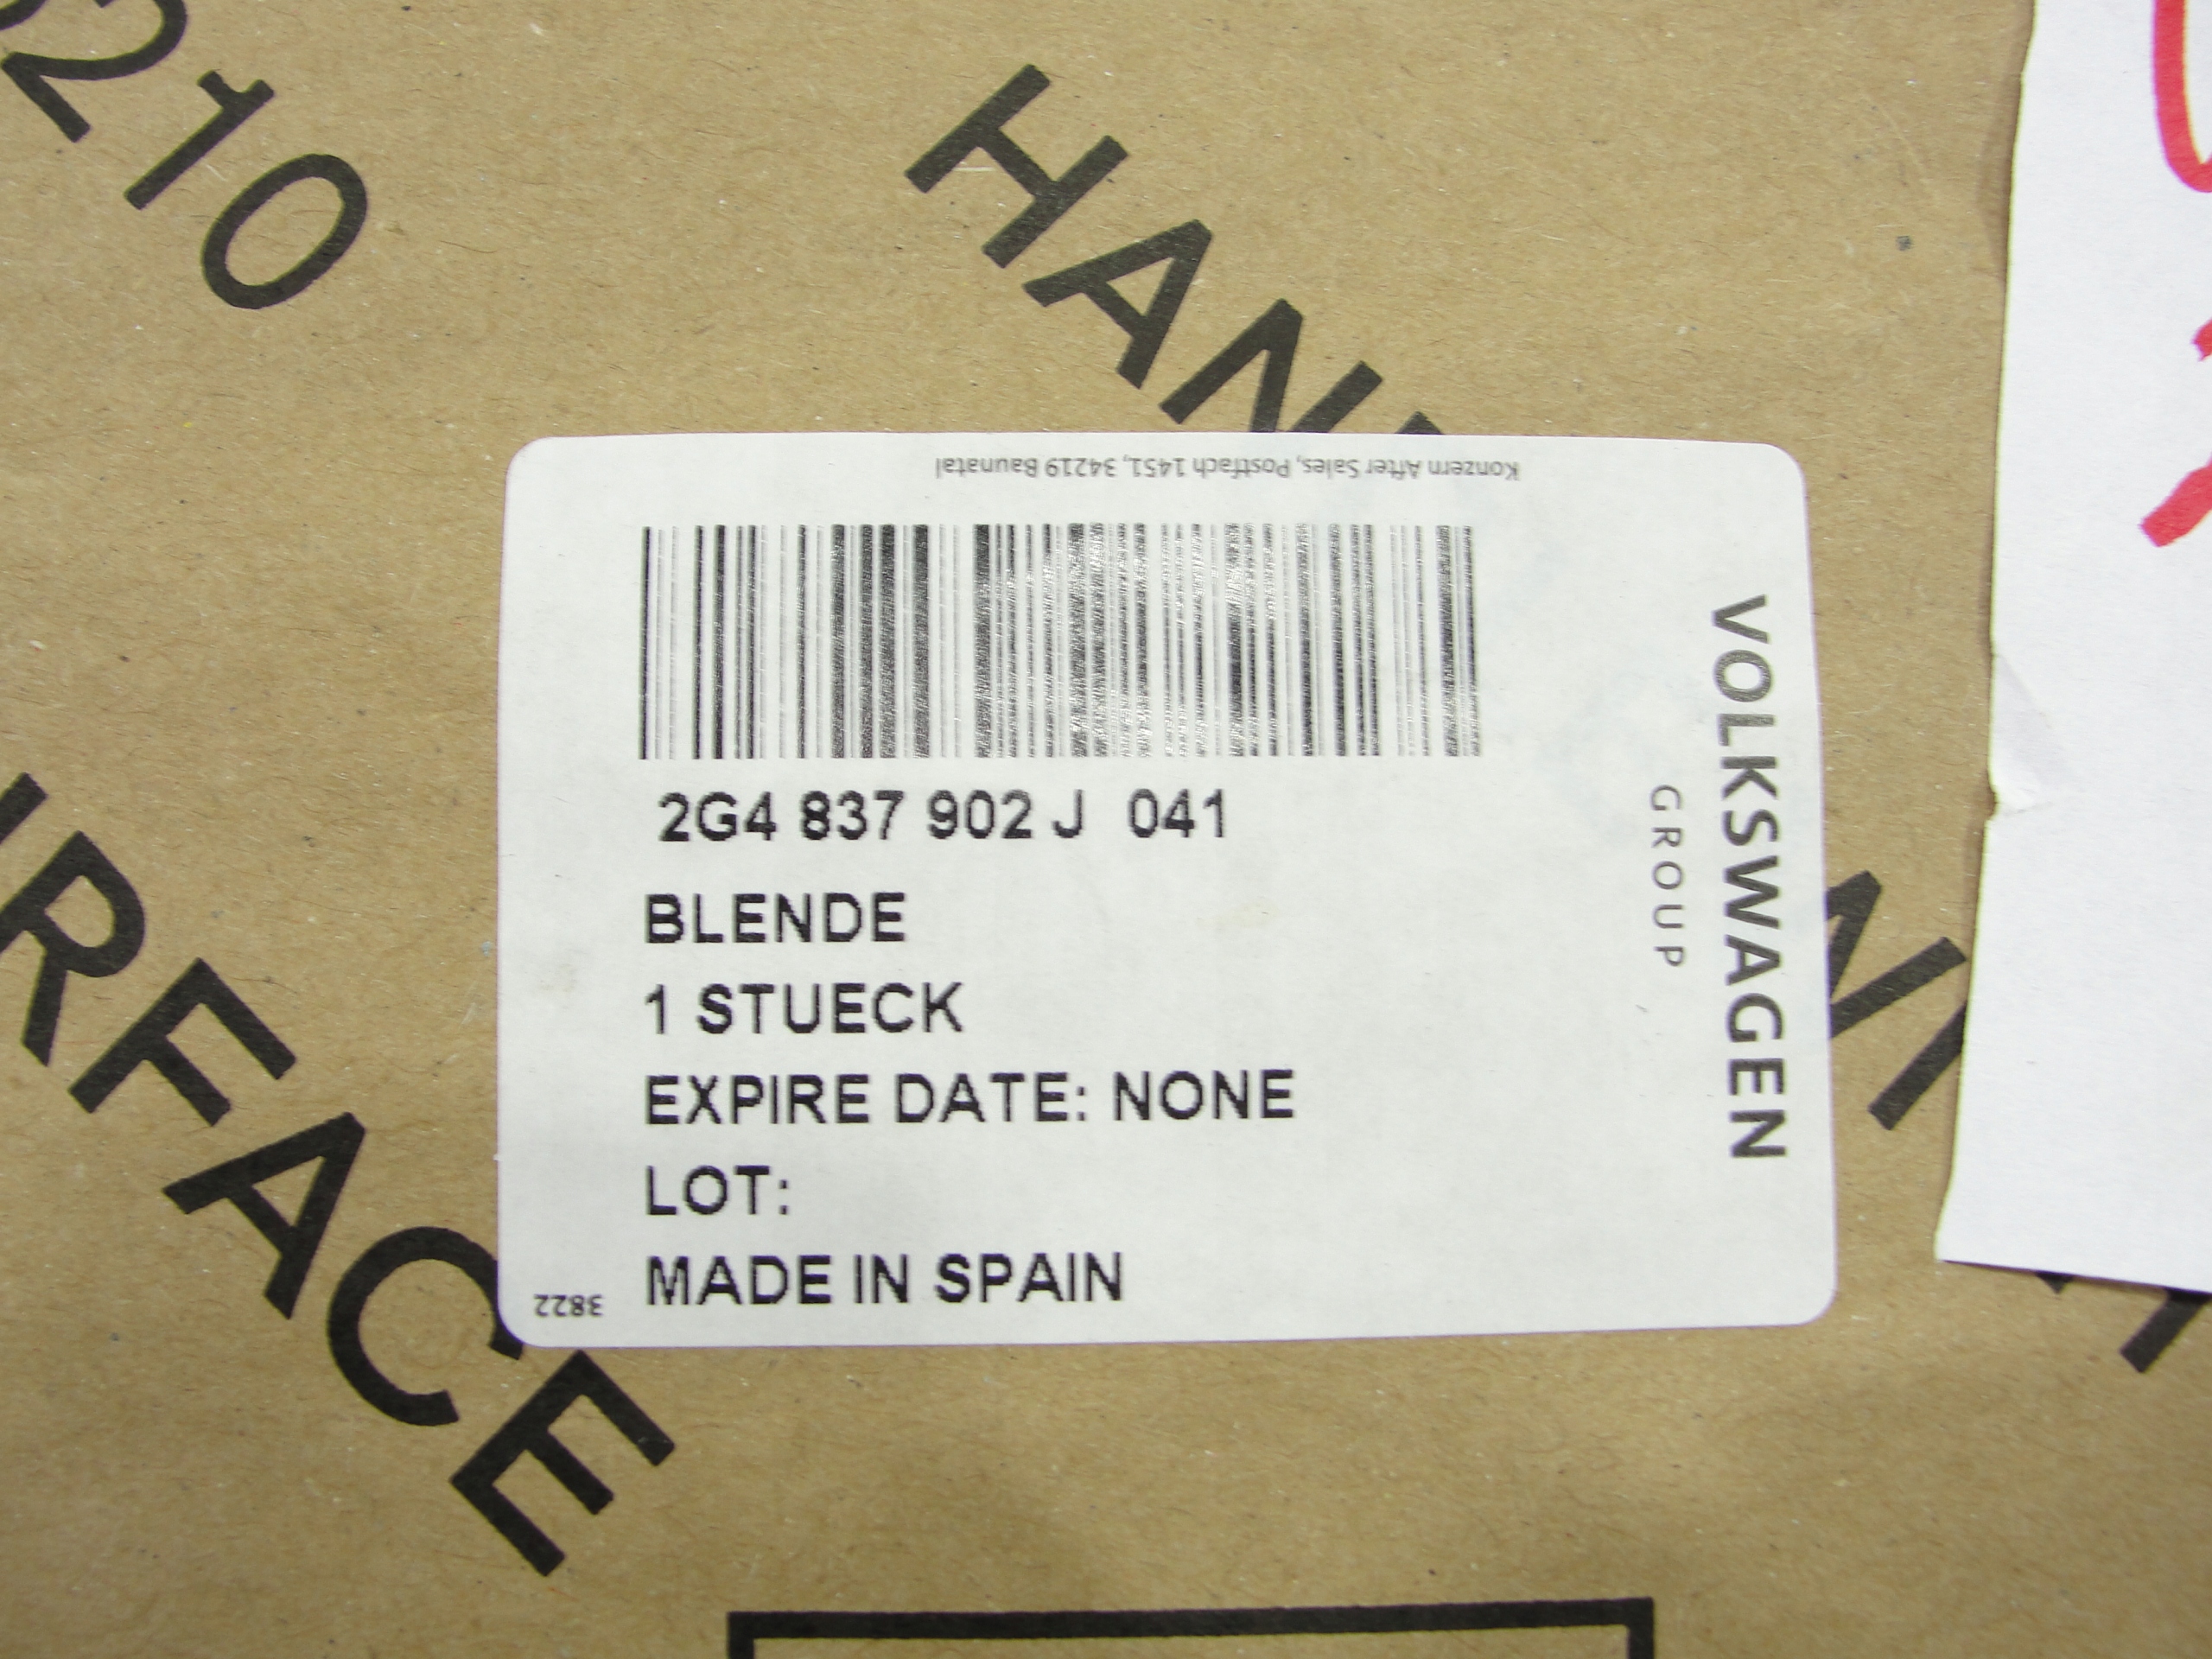 210
HAN
Konzern After Sales, Postfach 1451, 34219 Baunatal
2G4 837 902 J 041
BLENDE
1 STUECK
EXPIRE DATE: NONE
LOT:
MADE IN SPAIN
3822
VOLKSWAGEN
GROUP
RFACE